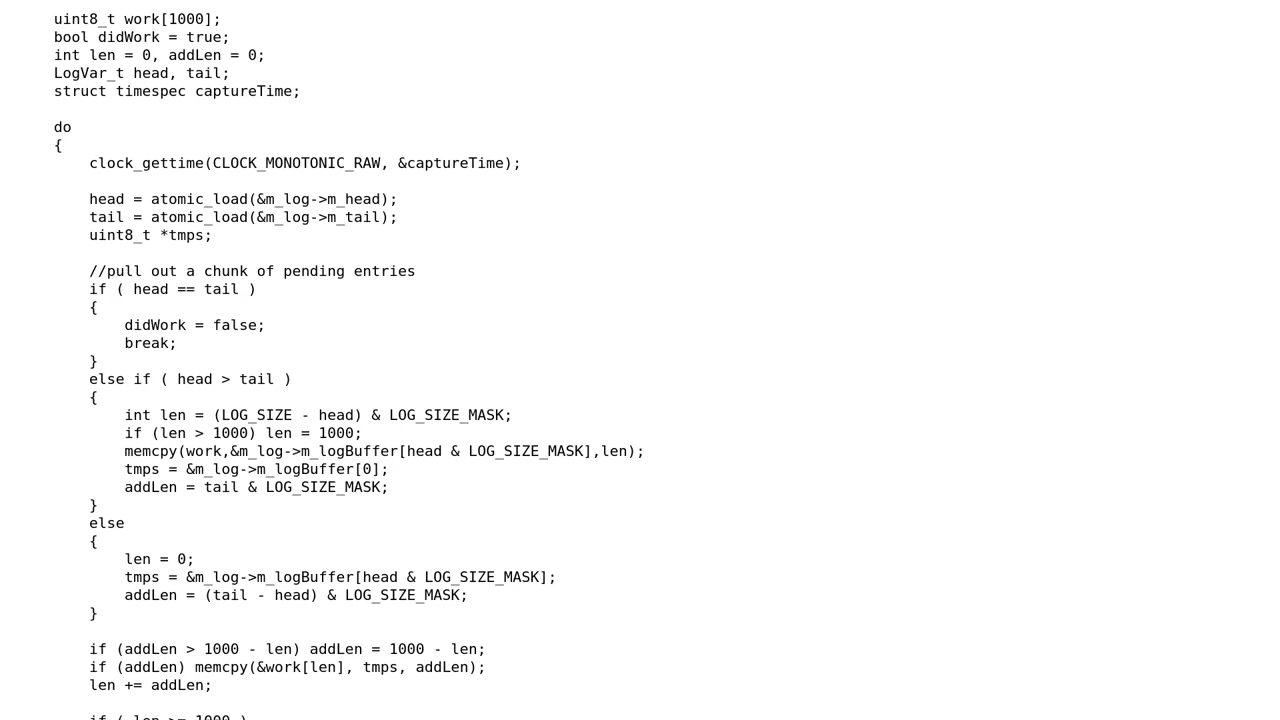 uint8_t work[1000];
bool didWork = true;
int len = 0, addLen = 0;
LogVar_t head, tail;
struct timespec captureTime;
do
{
clock_gettime(CLOCK_MONOTONIC_RAW, &captureTime);
head = atomic_load(&m_log->m_head);
tail = atomic_load(&m_log->m_tail);
uint8_t *tmps;
//pull out a chunk of pending entries
if ( head == tail )
{
didWork = false;
break;
}
else if ( head > tail )
{
int len = (LOG_SIZE - head) & LOG_SIZE_MASK;
if (len > 1000) len = 1000;
memcpy(work,&m_log->m_logBuffer[head & LOG_SIZE_MASK],len);
tmps = &m_log->m_logBuffer[0];
addLen = tail & LOG_SIZE_MASK;
}
else
{
len = 0;
tmps = &m_log->m_logBuffer[head & LOG_SIZE_MASK];
addLen = (tail - head) & LOG_SIZE_MASK;
}
if (addLen > 1000 - len) addLen = 1000 - len;
if (addLen) memcpy(&work[len], tmps, addLen);
len += addLen;
if ( len >= 1000 )